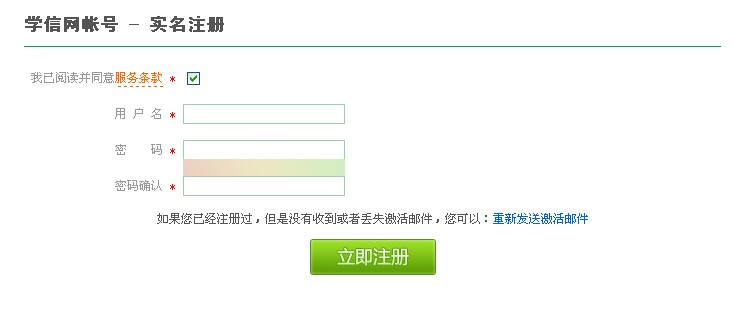 学信网帐号 - 实名注册
我已阅读并同意服务条款 *
用 户 名 *
密 码 *
密码确认 *
如果您已经注册过，但是没有收到或者丢失激活邮件，您可以：重新发送激活邮件
立即注册